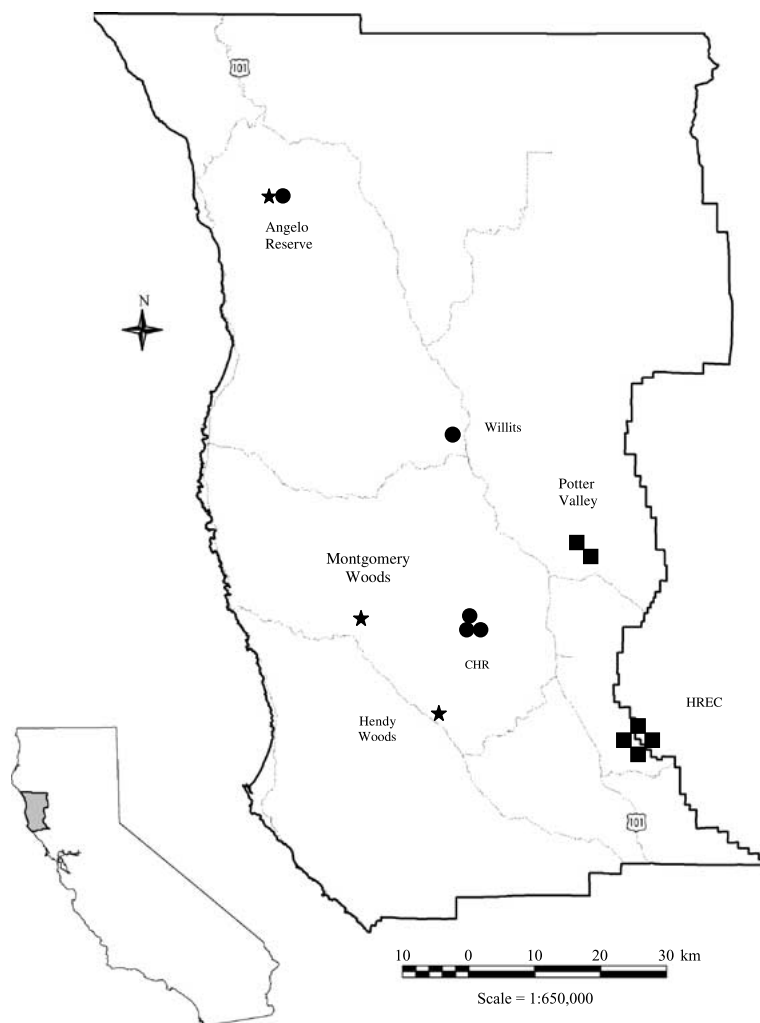 101
Angelo
Reserve
N
Willits
Potter
Valley
Montgomery
Woods
CHR
HREC
Hendy
Woods
101
10 0 10 20 30 km
Scale = 1:650,000